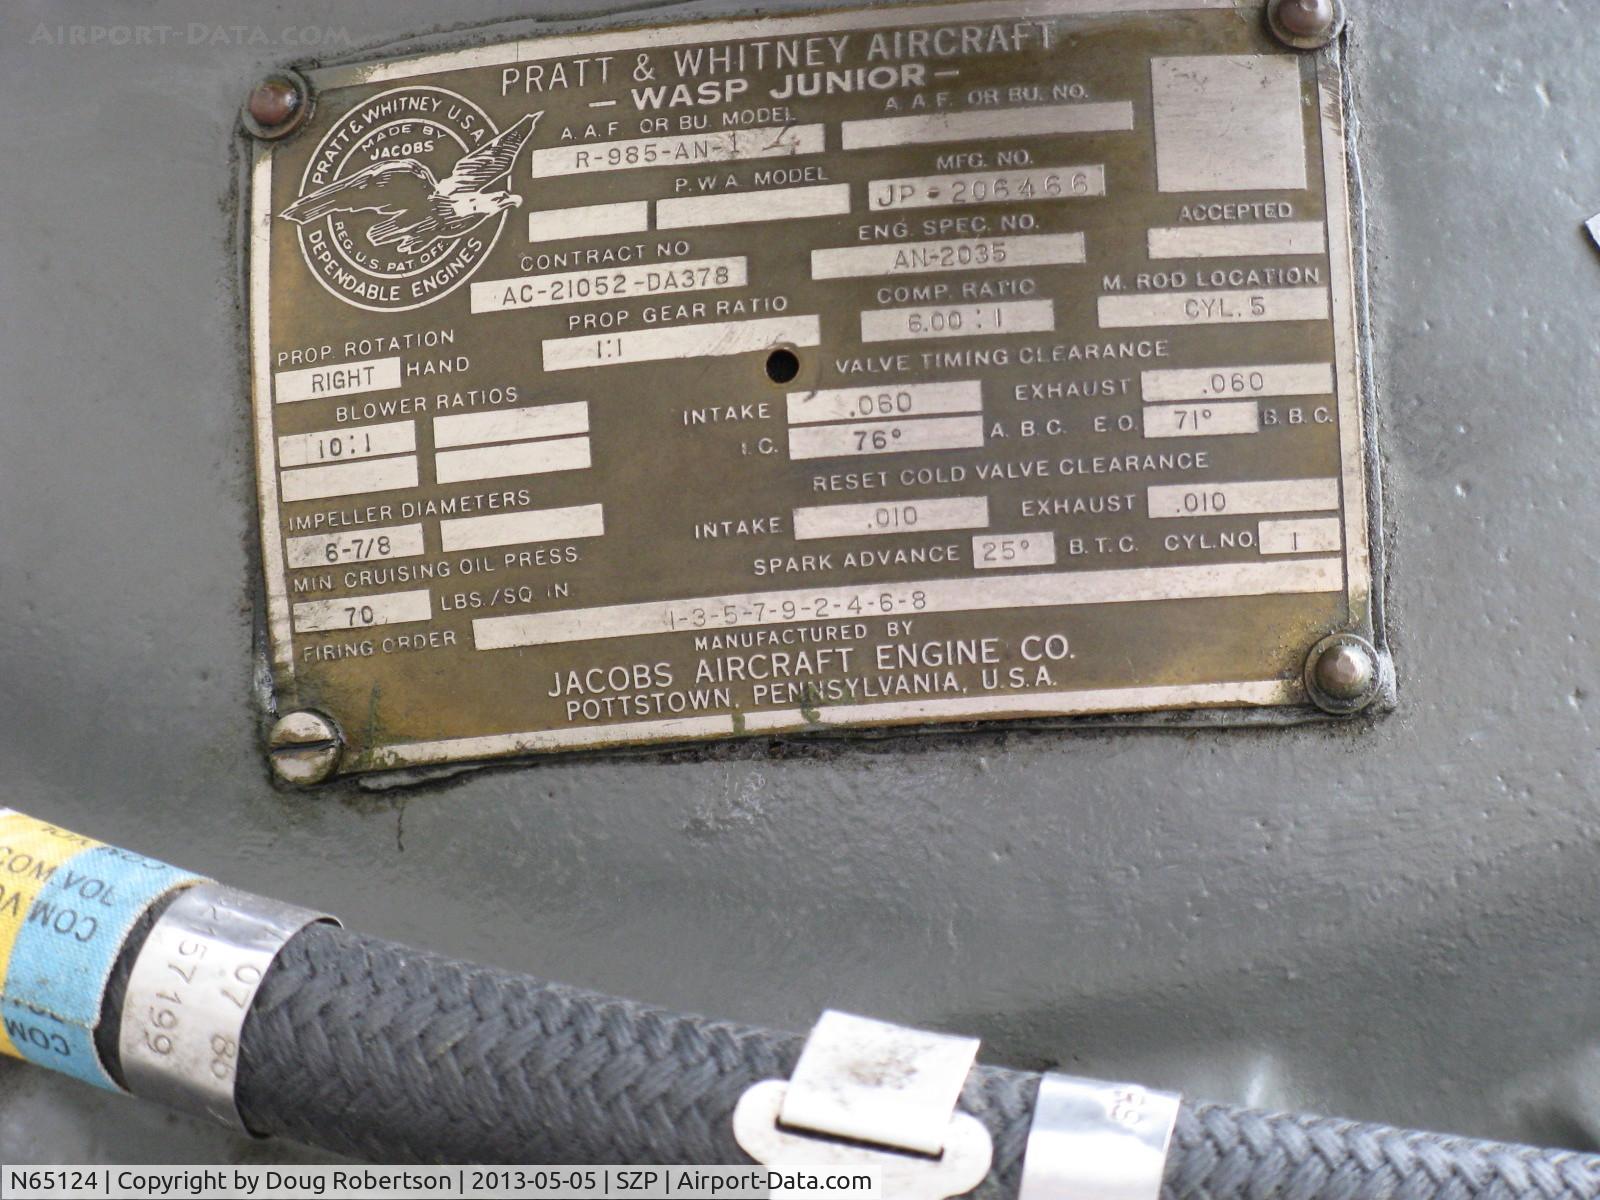 AIRPORT-DATA.COM
PRATT & WHITNEY AIRCRAFT
— WASP JUNIOR —
PRATT & WHITNEY U.S.A.
MADE BY
JACOBS
REG. U.S. PAT. OFF.
DEPENDABLE ENGINES
A. A. F. OR BU. MODEL
A. A. F. OR BU. NO.
R-985-AN-14
P. W. A. MODEL
MFG. NO.
JP-206466
CONTRACT NO
ENG. SPEC. NO.
ACCEPTED
AC-21052-DA378
AN-2035
PROP GEAR RATIO
COMP. RATIO
M. ROD LOCATION
1:1
6.00 : 1
CYL. 5
PROP. ROTATION
RIGHT HAND
VALVE TIMING CLEARANCE
BLOWER RATIOS
INTAKE .060 EXHAUST .060
10:1
I.C. 76° A. B. C. E.O. 71° B. B. C.
RESET COLD VALVE CLEARANCE
IMPELLER DIAMETERS
INTAKE .010 EXHAUST .010
6-7/8
SPARK ADVANCE 25° B. T. C. CYL. NO. 1
MIN. CRUISING OIL PRESS.
70 LBS./SQ IN.
FIRING ORDER 1-3-5-7-9-2-4-6-8
MANUFACTURED BY
JACOBS AIRCRAFT ENGINE CO.
POTTSTOWN, PENNSYLVANIA, U.S.A.
COM
COM
07 86
157199
N65124 | Copyright by Doug Robertson | 2013-05-05 | SZP | Airport-Data.com